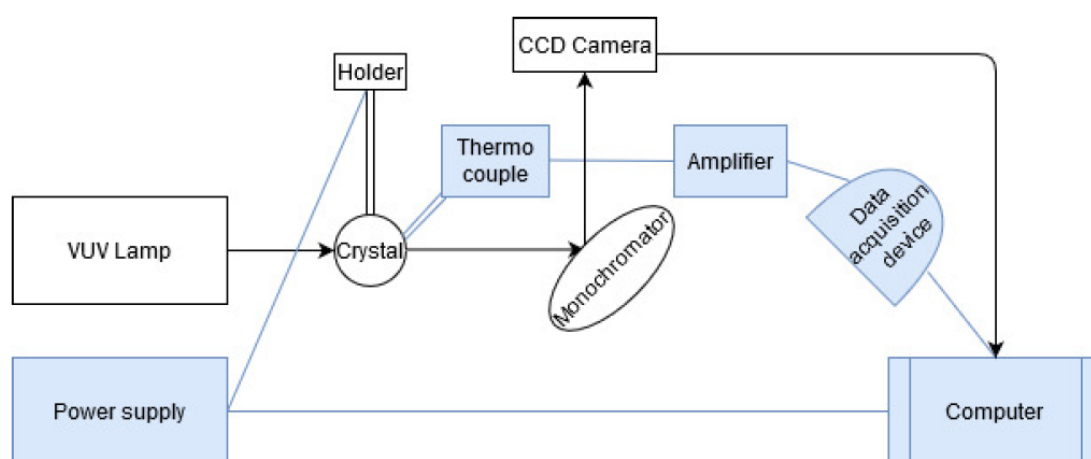 CCD Camera
Holder
Thermo
couple
Amplifier
Data
acquisition
device
VUV Lamp
Crystal
Monochromator
Power supply
Computer